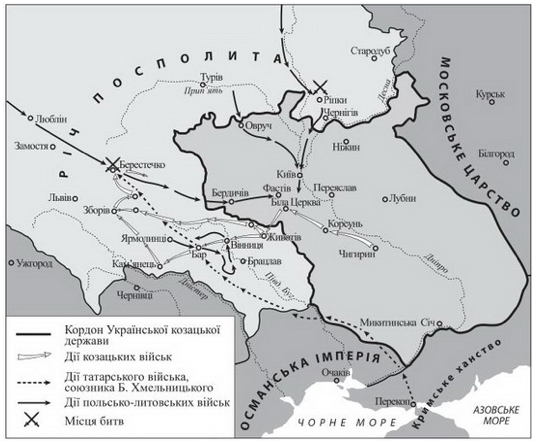 РІЧ ПОСПОЛИТА
МОСКОВСЬКЕ ЦАРСТВО
Стародуб
Турів
Прип'ять
Десна
Ріпки
Чернігів
Курськ
Люблін
Овруч
Замостя
Ніжин
Білгород
Берестечко
Київ
Львів
Бердичів
Фастів
Переяслав
Лубни
Зборів
Біла Церква
Ярмолинці
Животів
Корсунь
Вінниця
Чигирин
Ужгород
Кам'янець
Бар
Брацлав
Дніпро
Чернівці
Дністер
Півд. Буг
Микитинська Січ
ОСМАНСЬКА ІМПЕРІЯ
Очаків
Кримське ханство
Перекоп
ЧОРНЕ МОРЕ
АЗОВСЬКЕ
МОРЕ
Кордон Української козацької
держави
Дії козацьких військ
Дії татарського війська,
союзника Б. Хмельницького
Дії польсько-литовських військ
Місця битв